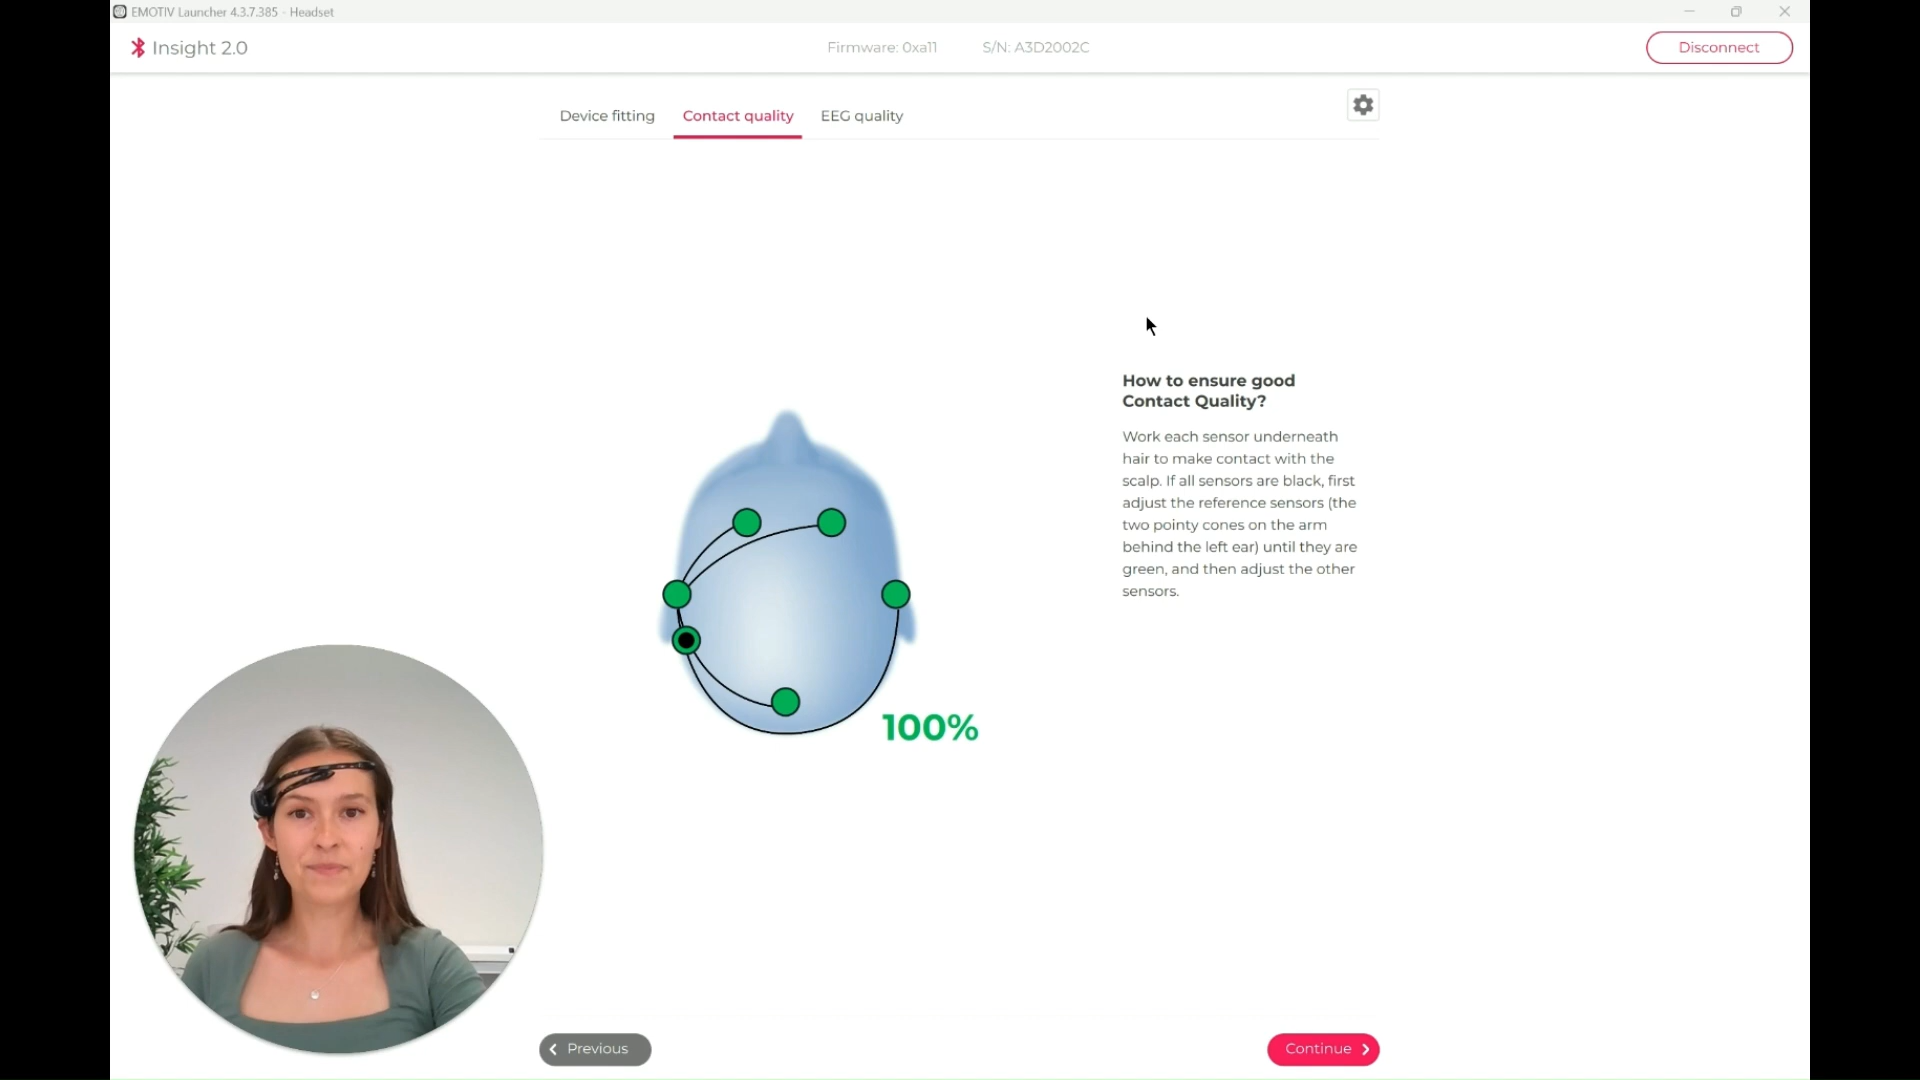 EMOTIV Launcher 4.3.7.385 - Headset
Insight 2.0
Firmware: 0xa11
S/N: A3D2002C
Disconnect
Device fitting
Contact quality
EEG quality
How to ensure good
Contact Quality?
Work each sensor underneath
hair to make contact with the
scalp. If all sensors are black, first
adjust the reference sensors (the
two pointy cones on the arm
behind the left ear) until they are
green, and then adjust the other
sensors.
100%
Previous
Continue